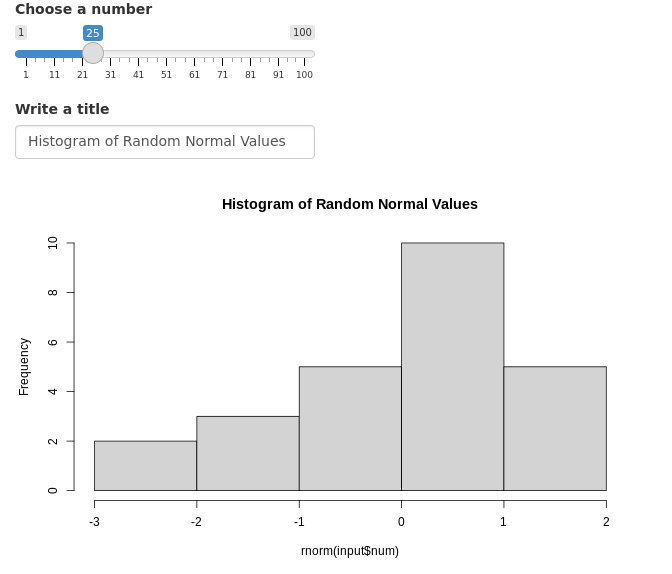 Choose a number
1 25 100
1 11 21 31 41 51 61 71 81 91 100
Write a title
Histogram of Random Normal Values
Histogram of Random Normal Values
10
8
6
4
2
0
Frequency
-3 -2 -1 0 1 2
rnorm(input$num)